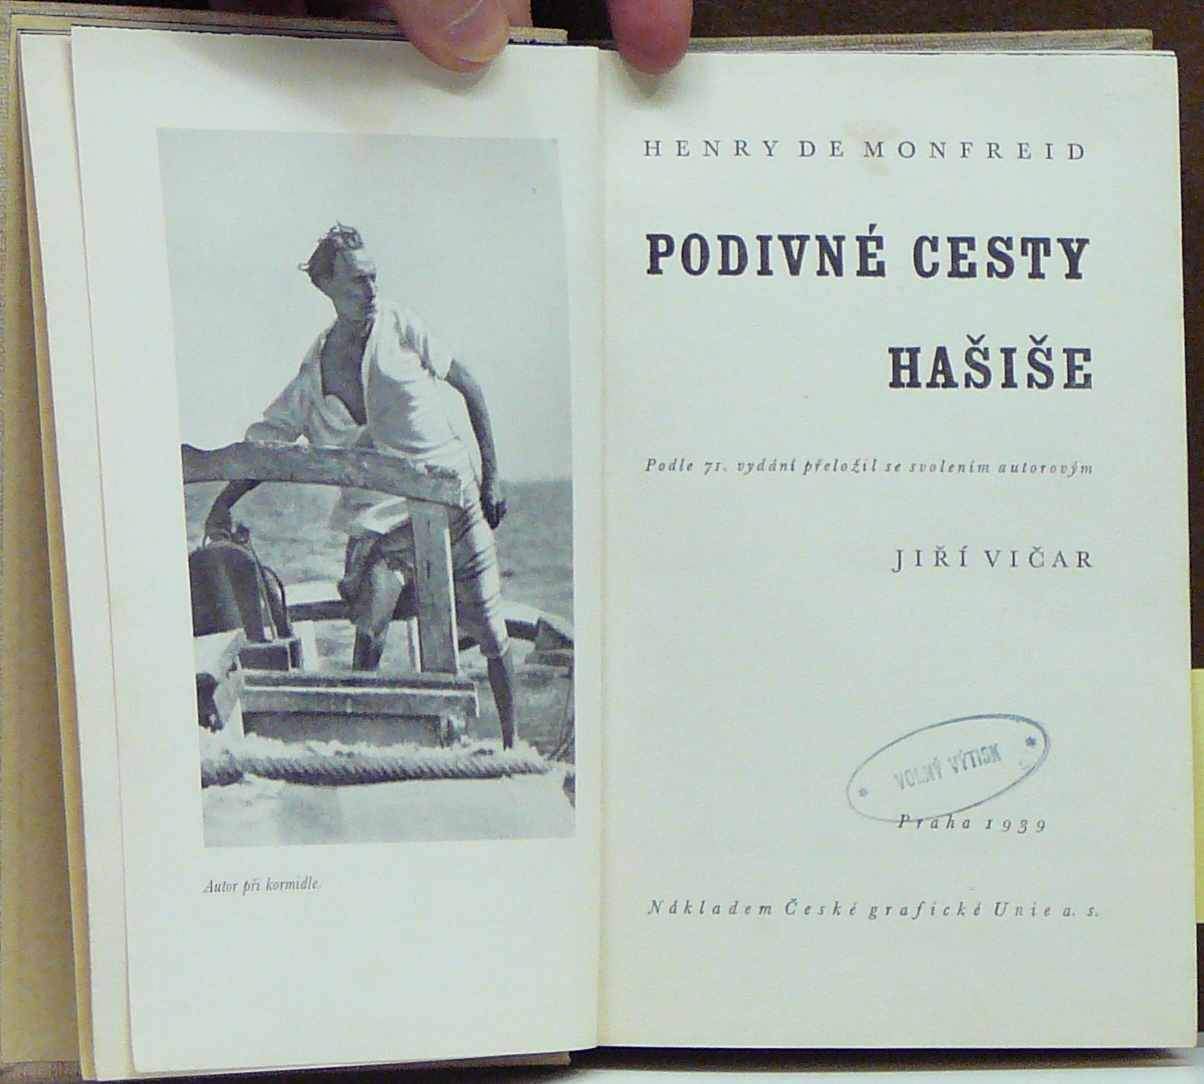 Autor při kormidle.
HENRY DE MONFREID
PODIVNÉ CESTY
HAŠIŠE
Podle 71. vydání přeložil se svolením autorovým
JIŘÍ VIČAR
* VOLNÝ VÝTISK *
Praha 1939
Nákladem České grafické Unie a. s.